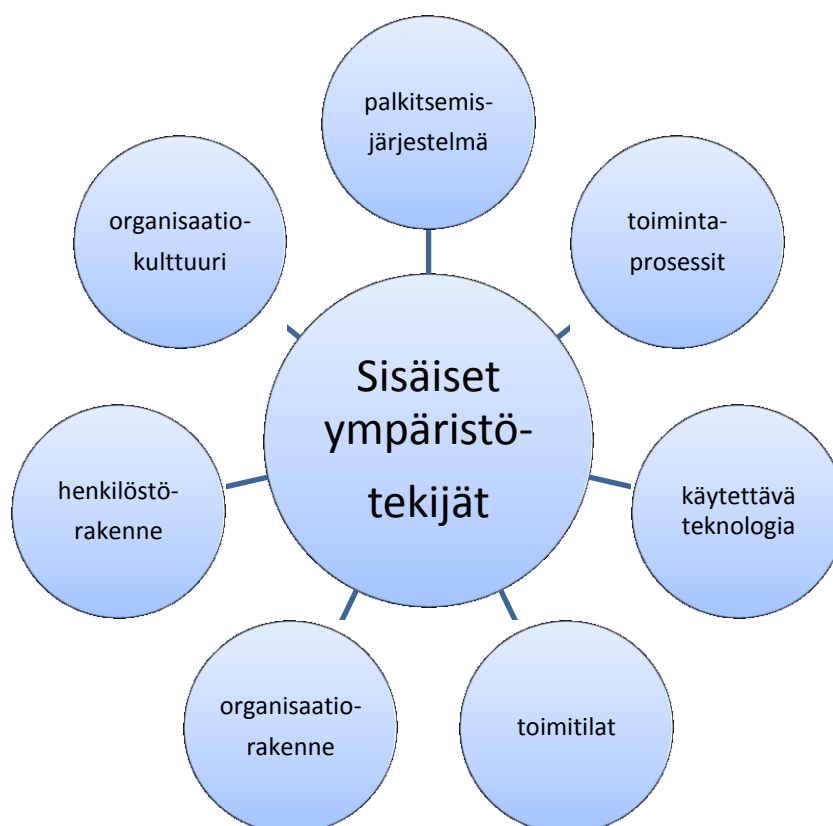 palkitsemis-
järjestelmä
organisaatio-
kulttuuri
toiminta-
prosessit
Sisäiset
ympäristö-
tekijät
henkilöstö-
rakenne
käytettävä
teknologia
organisaatio-
rakenne
toimitilat